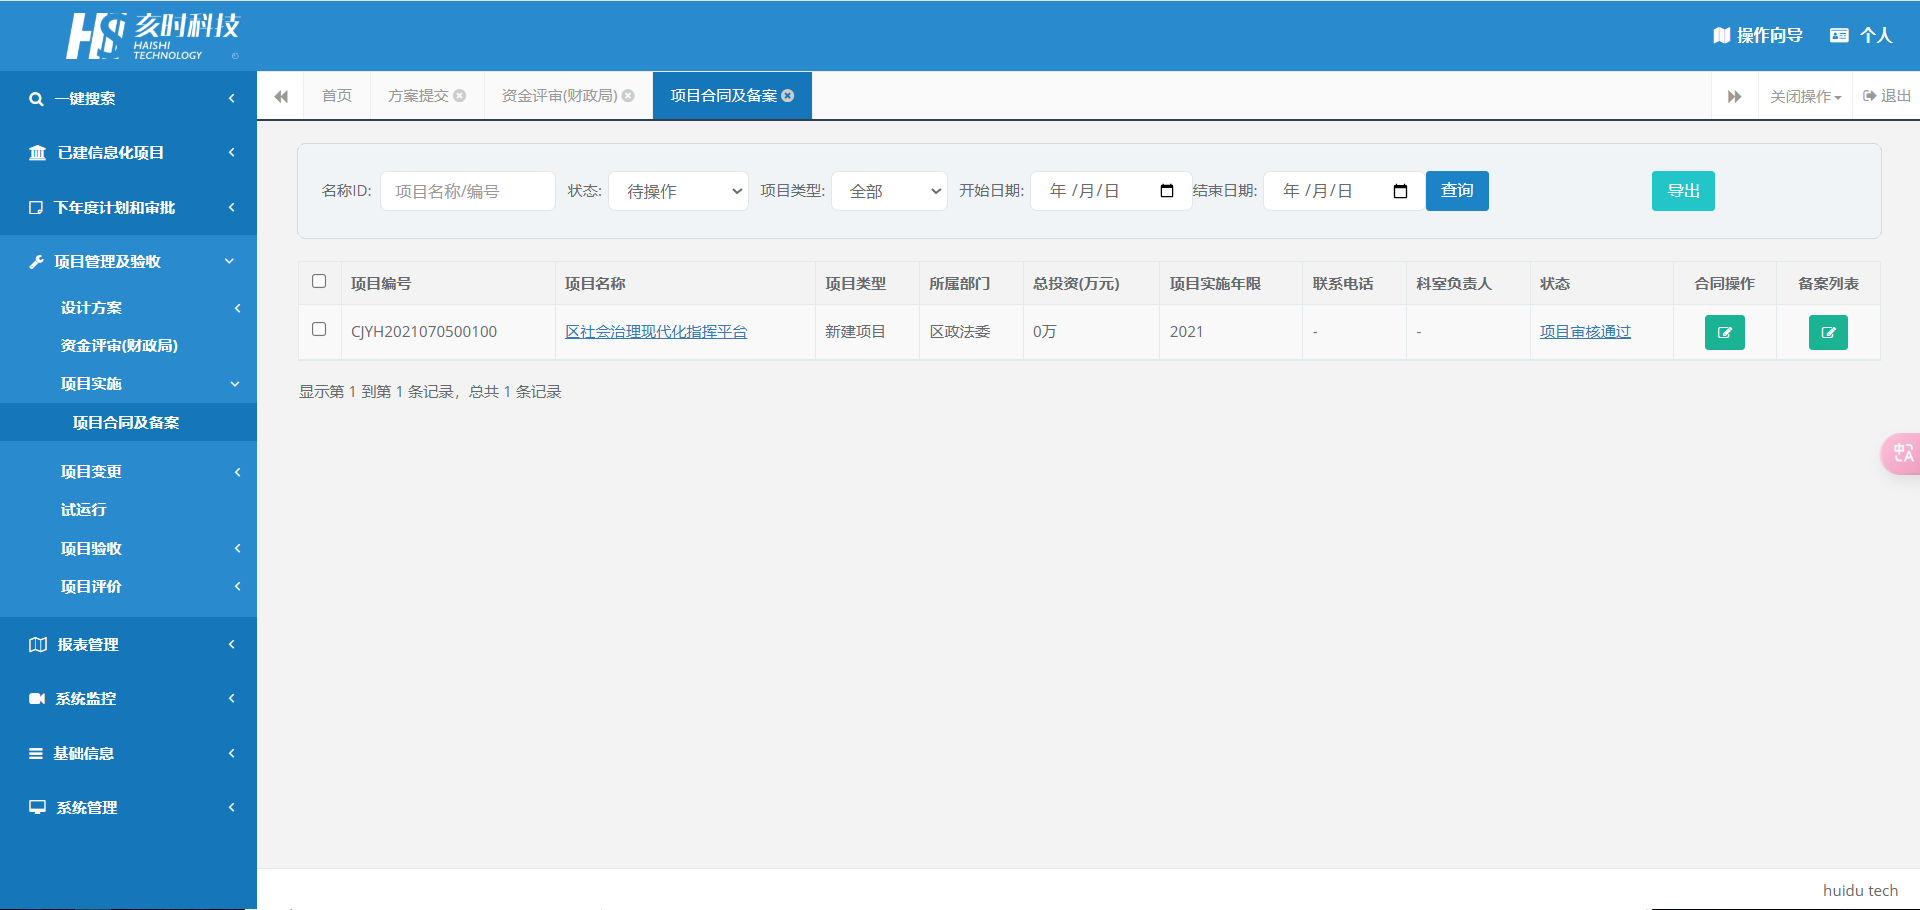 HS 亥时科技
HAISHI
TECHNOLOGY
操作向导 个人
一键搜索
已建信息化项目
下年度计划和审批
项目管理及验收
设计方案
资金评审(财政局)
项目实施
项目合同及备案
项目变更
试运行
项目验收
项目评价
报表管理
系统监控
基础信息
系统管理
首页 方案提交 资金评审(财政局) 项目合同及备案 关闭操作 退出
名称ID: 项目名称/编号 状态: 待操作 项目类型: 全部 开始日期: 年 /月/日 结束日期: 年 /月/日 查询 导出
项目编号 项目名称 项目类型 所属部门 总投资(万元) 项目实施年限 联系电话 科室负责人 状态 合同操作 备案列表
CJYH2021070500100 区社会治理现代化指挥平台 新建项目 区政法委 0万 2021 - - 项目审核通过
显示第 1 到第 1 条记录，总共 1 条记录
中A
huidu tech